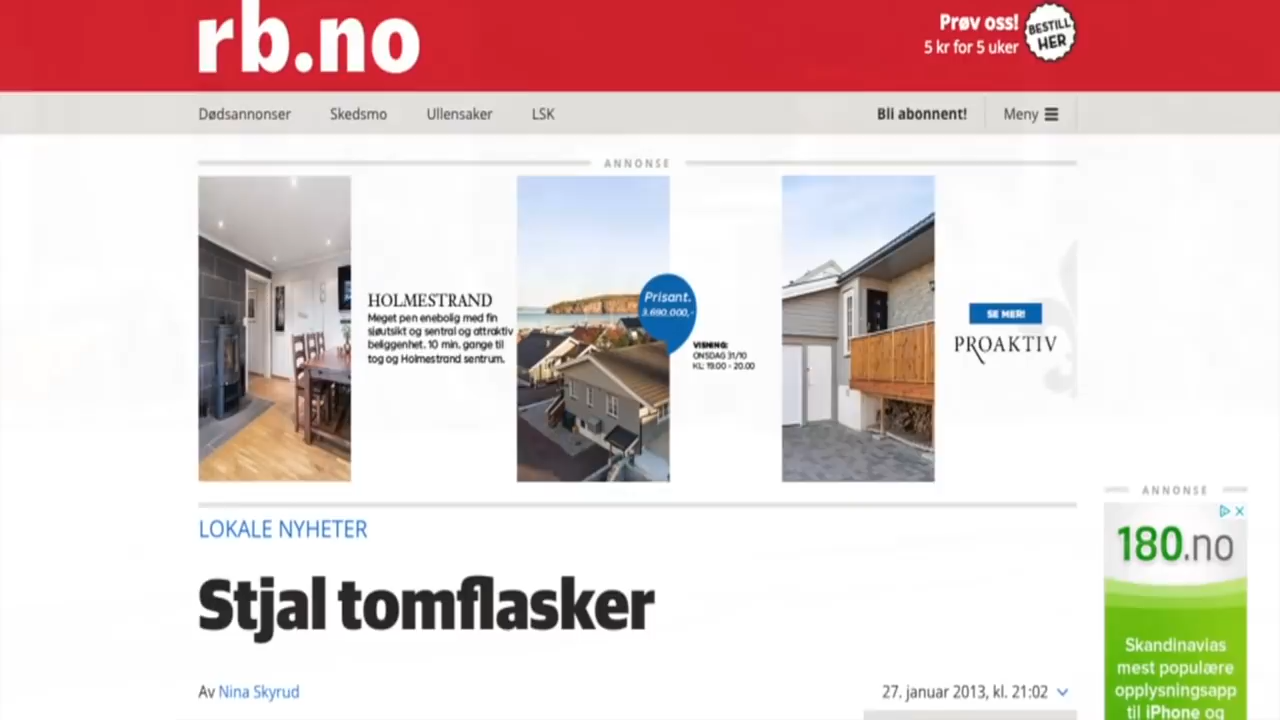 rb.no
Prøv oss!
5 kr for 5 uker
BESTILL
HER
Dødsannonser
Skedsmo
Ullensaker
LSK
Bli abonnent!
Meny
ANNONSE
HOLMESTRAND
Meget pen enebolig med fin
sjøutsikt og sentral og attraktiv
beliggenhet. 10 min. gange til
tog og Holmestrand sentrum.
Prisant.
3.690.000,-
VISNING:
ONSDAG 31/10
KL: 19.00 - 20.00
SE MER!
PROAKTIV
LOKALE NYHETER
Stjal tomflasker
Av Nina Skyrud
27. januar 2013, kl. 21:02
ANNONSE
180.no
Skandinavias
mest populære
opplysningsapp
til iPhone og